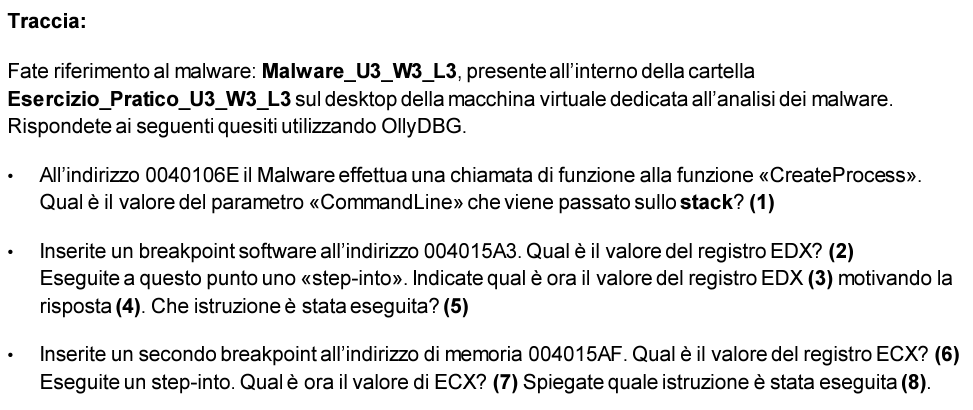 Traccia:
Fate riferimento al malware: Malware_U3_W3_L3, presente all'interno della cartella
Esercizio_Pratico_U3_W3_L3 sul desktop della macchina virtuale dedicata all'analisi dei malware.
Rispondete ai seguenti quesiti utilizzando OllyDBG.
• All'indirizzo 0040106E il Malware effettua una chiamata di funzione alla funzione «CreateProcess».
Qual è il valore del parametro «CommandLine» che viene passato sullo stack? (1)
• Inserite un breakpoint software all'indirizzo 004015A3. Qual è il valore del registro EDX? (2)
Eseguite a questo punto uno «step-into». Indicate qual è ora il valore del registro EDX (3) motivando la
risposta (4). Che istruzione è stata eseguita? (5)
• Inserite un secondo breakpoint all'indirizzo di memoria 004015AF. Qual è il valore del registro ECX? (6)
Eseguite un step-into. Qual è ora il valore di ECX? (7) Spiegate quale istruzione è stata eseguita (8).